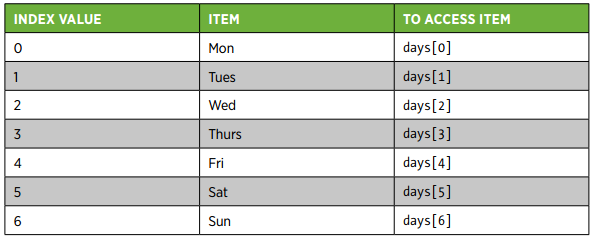 INDEX VALUE ITEM TO ACCESS ITEM
0 Mon days[0]
1 Tues days[1]
2 Wed days[2]
3 Thurs days[3]
4 Fri days[4]
5 Sat days[5]
6 Sun days[6]